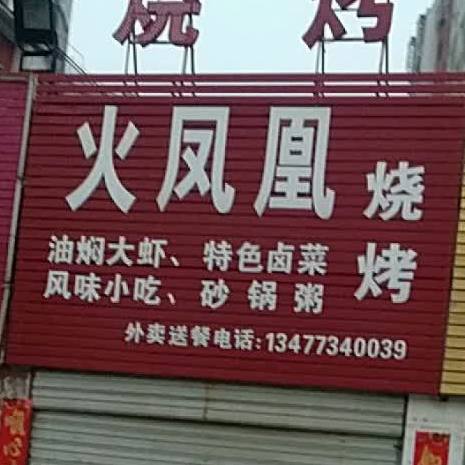 烧 烤
火凤凰烧烤
油焖大虾、特色卤菜
风味小吃、砂锅粥
外卖送餐电话:13477340039